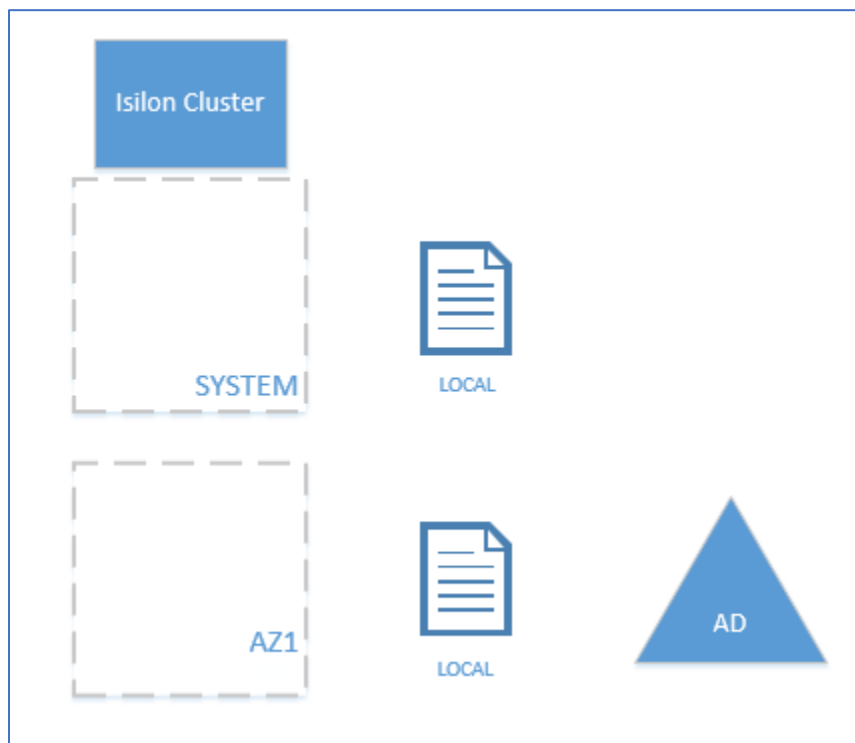 Isilon Cluster
SYSTEM
LOCAL
AZ1
LOCAL
AD